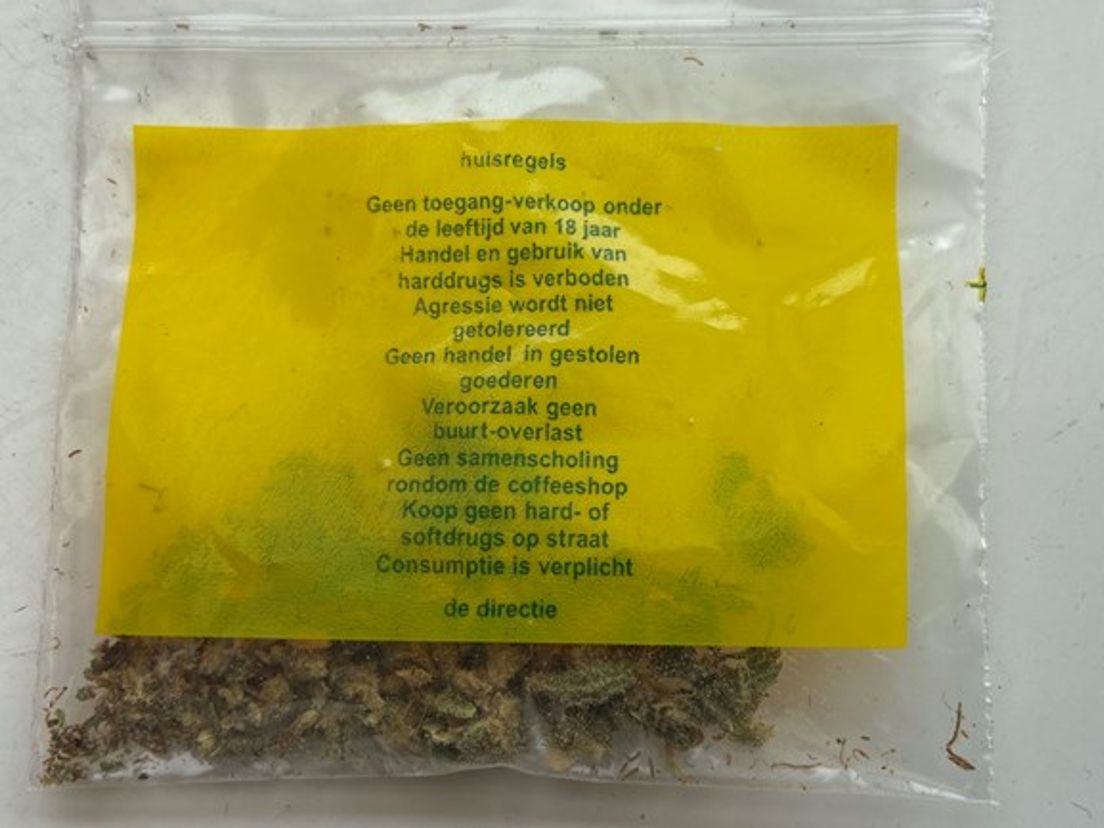 huisregels
Geen toegang-verkoop onder
de leeftijd van 18 jaar
Handel en gebruik van
harddrugs is verboden
Agressie wordt niet
getolereerd
Geen handel in gestolen
goederen
Veroorzaak geen
buurt-overlast
Geen samenscholing
rondom de coffeeshop
Koop geen hard- of
softdrugs op straat
Consumptie is verplicht
de directie